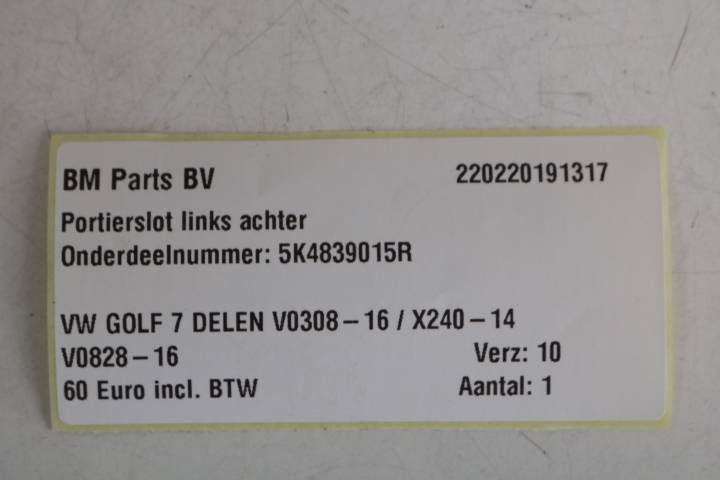 BM Parts BV 220220191317
Portierslot links achter
Onderdeelnummer: 5K4839015R
VW GOLF 7 DELEN V0308-16 / X240-14
V0828-16 Verz: 10
60 Euro incl. BTW Aantal: 1